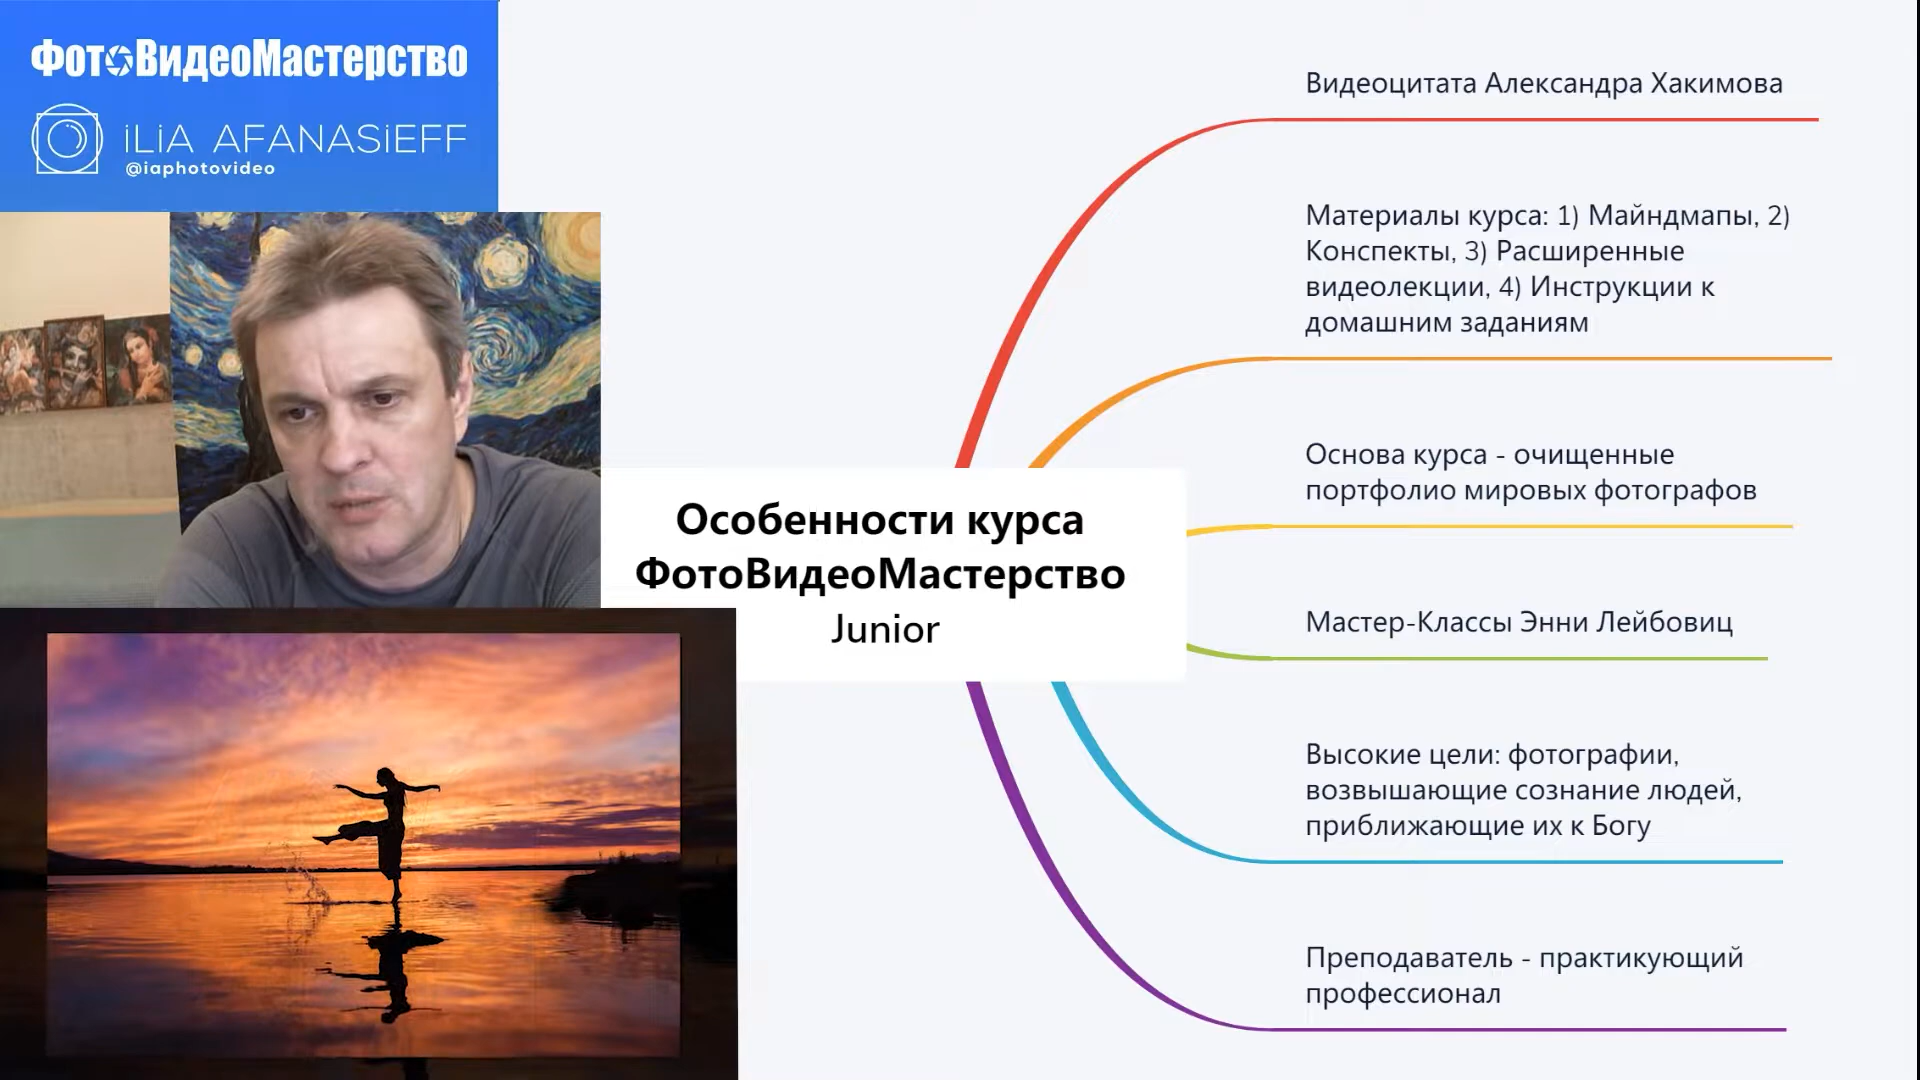 ФотоВидеоМастерство
iLiA AFANASiEFF
@iaphotovideo
Особенности курса
ФотоВидеоМастерство
Junior
Видеоцитата Александра Хакимова
Материалы курса: 1) Майндмапы, 2)
Конспекты, 3) Расширенные
видеолекции, 4) Инструкции к
домашним заданиям
Основа курса - очищенные
портфолио мировых фотографов
Мастер-Классы Энни Лейбовиц
Высокие цели: фотографии,
возвышающие сознание людей,
приближающие их к Богу
Преподаватель - практикующий
профессионал